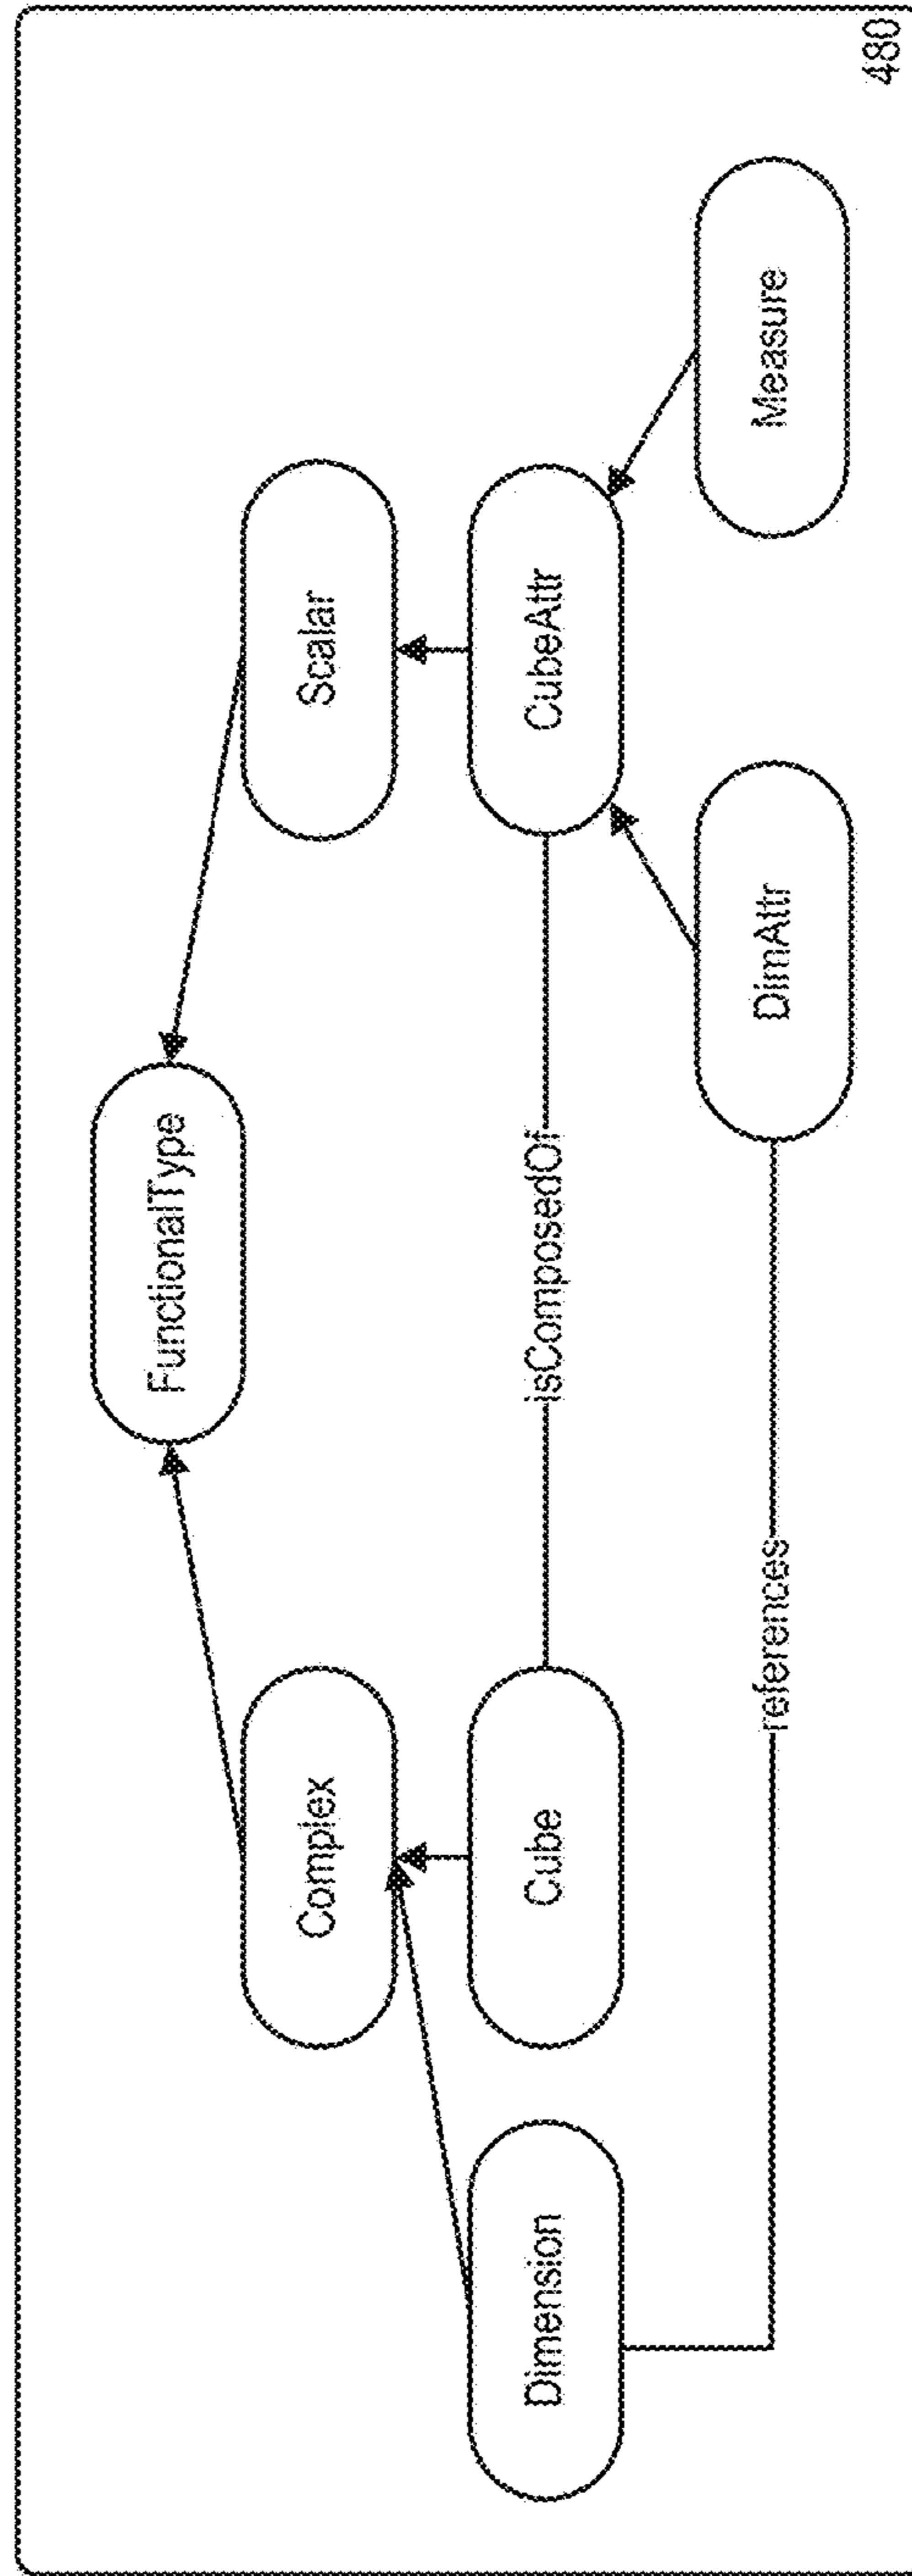 FunctionalType
Complex
Scalar
Dimension
Cube
isComposedOf
CubeAttr
references
DimAttr
Measure
480